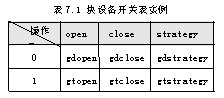 表7.1 块设备开关表实例
操作 open close strategy
0 gdopen gdclose gdstrategy
1 gtopen gtclose gtstrategy